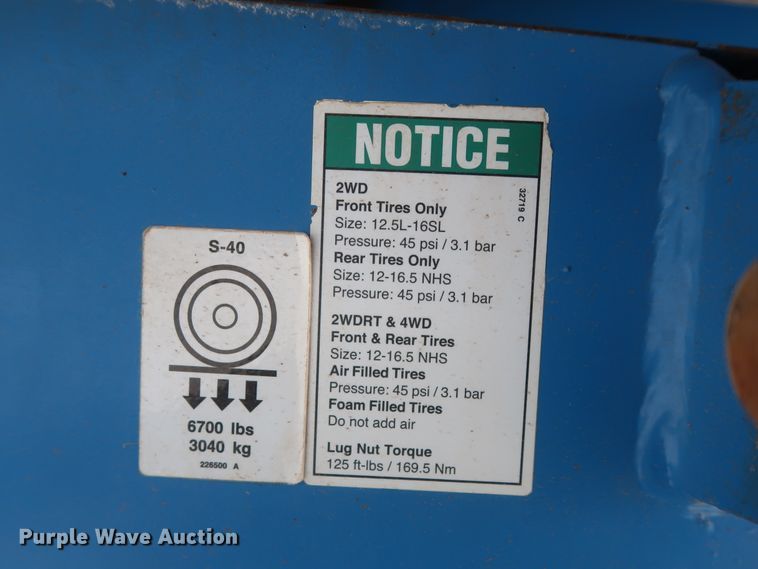 NOTICE
32719 C
2WD
Front Tires Only
Size: 12.5L-16SL
Pressure: 45 psi / 3.1 bar
Rear Tires Only
Size: 12-16.5 NHS
Pressure: 45 psi / 3.1 bar
2WDRT & 4WD
Front & Rear Tires
Size: 12-16.5 NHS
Air Filled Tires
Pressure: 45 psi / 3.1 bar
Foam Filled Tires
Do not add air
Lug Nut Torque
125 ft-lbs / 169.5 Nm
S-40
6700 lbs
3040 kg
226500 A
Purple Wave Auction